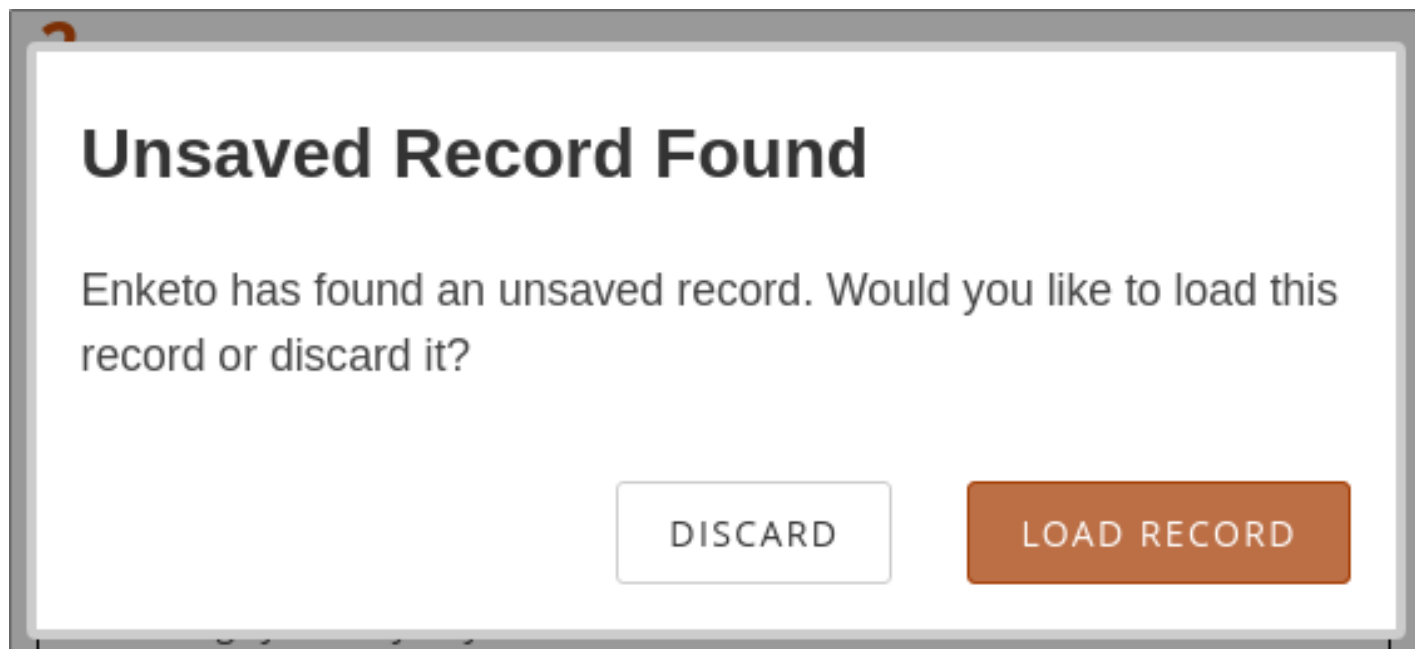 Unsaved Record Found
Enketo has found an unsaved record. Would you like to load this
record or discard it?
DISCARD
LOAD RECORD